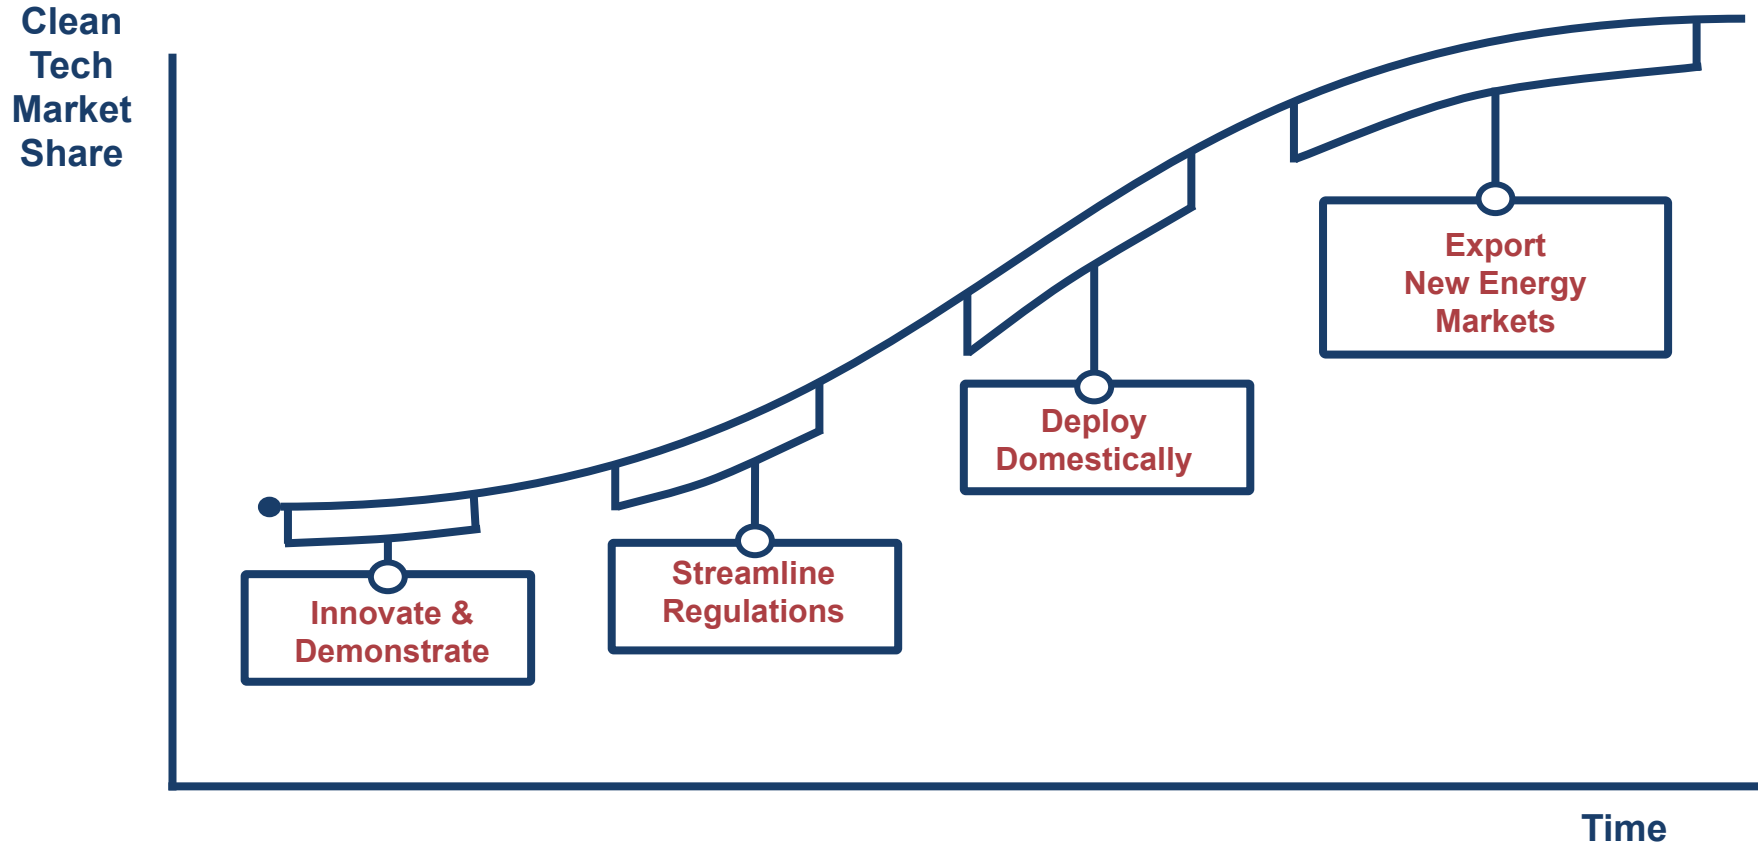 Clean
Tech
Market
Share
Export
New Energy
Markets
Deploy
Domestically
Streamline
Regulations
Innovate &
Demonstrate
Time